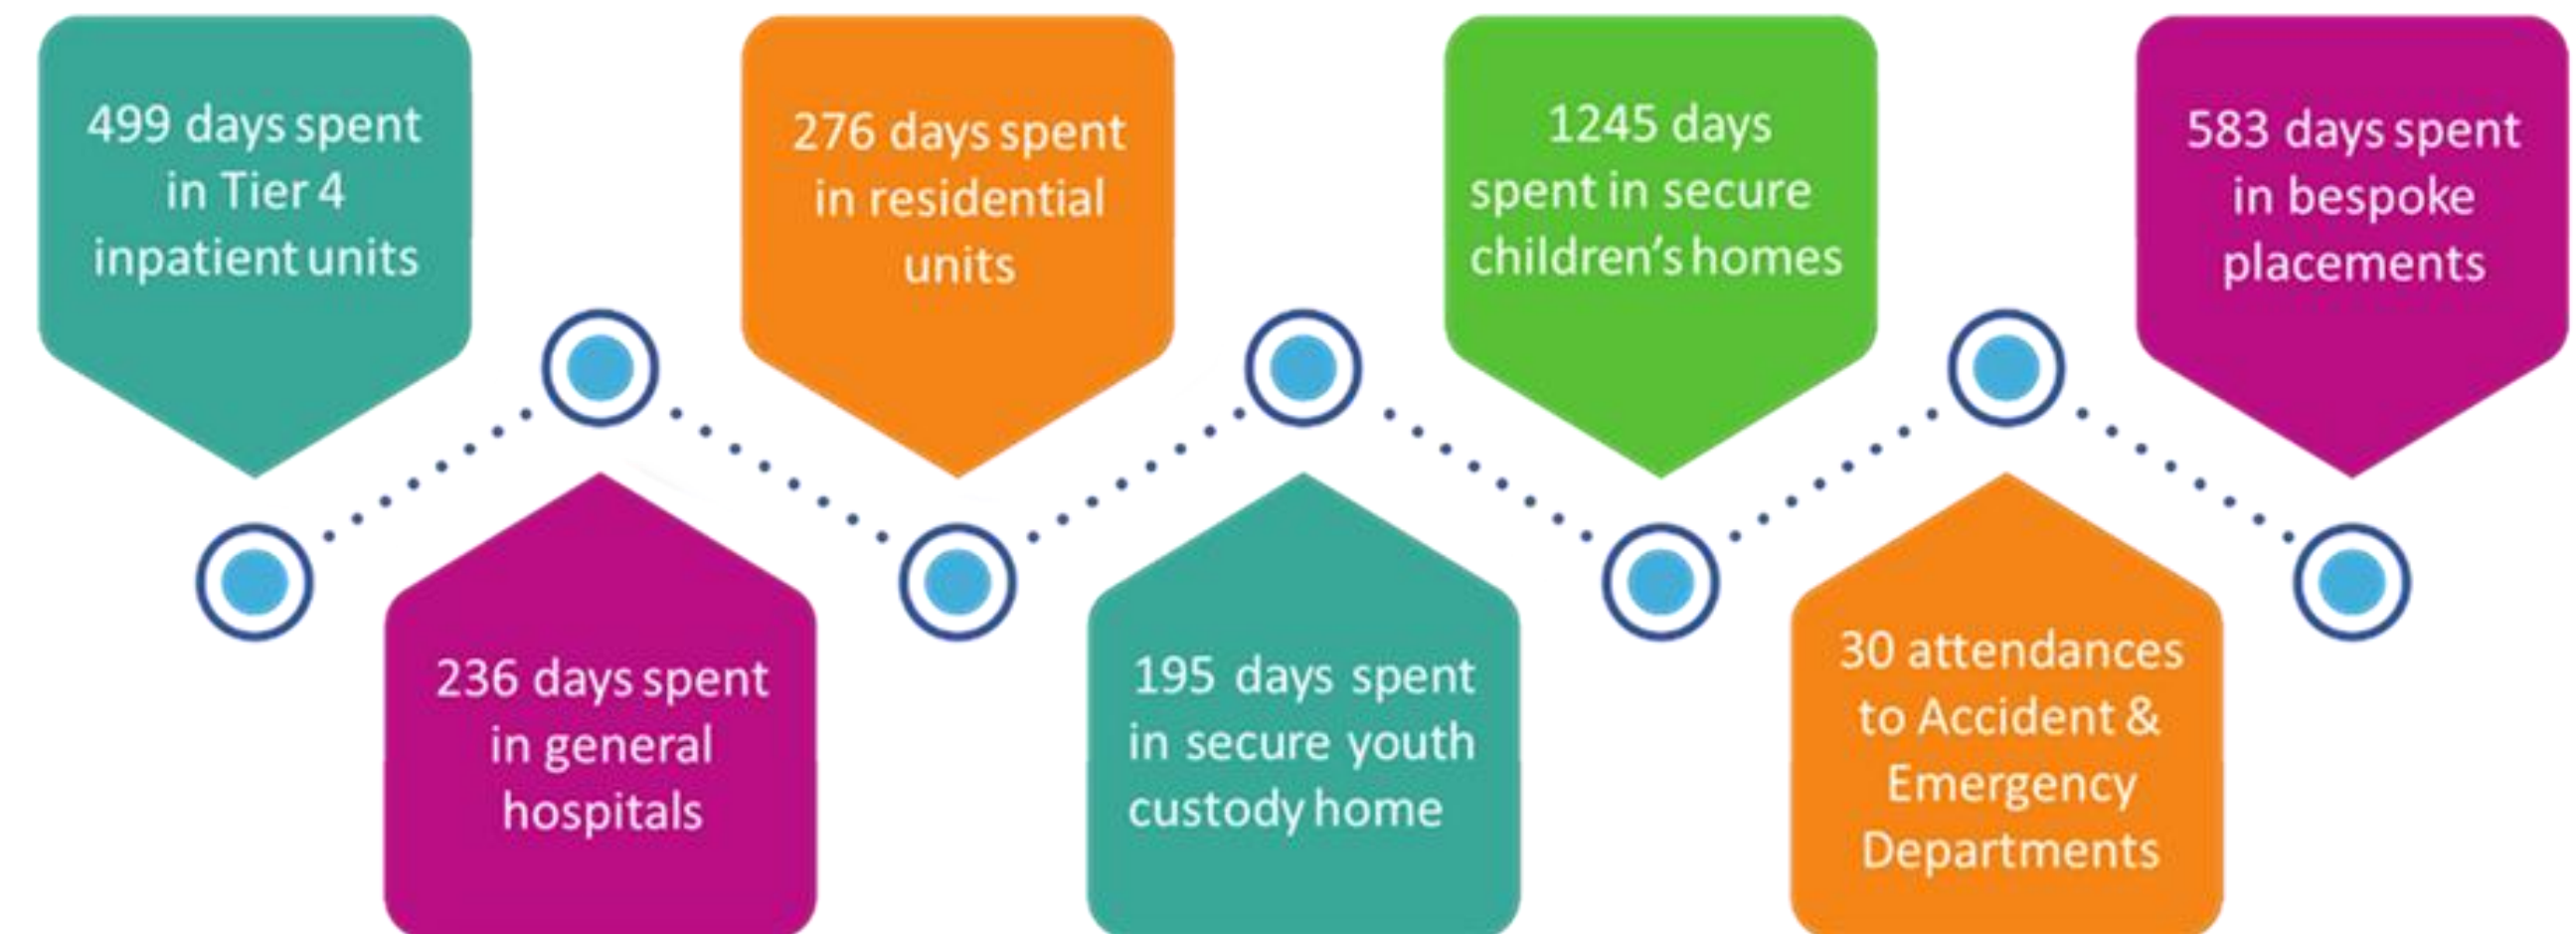 499 days spent
in Tier 4
inpatient units
236 days spent
in general
hospitals
276 days spent
in residential
units
195 days spent
in secure youth
custody home
1245 days
spent in secure
children's homes
30 attendances
to Accident &
Emergency
Departments
583 days spent
in bespoke
placements